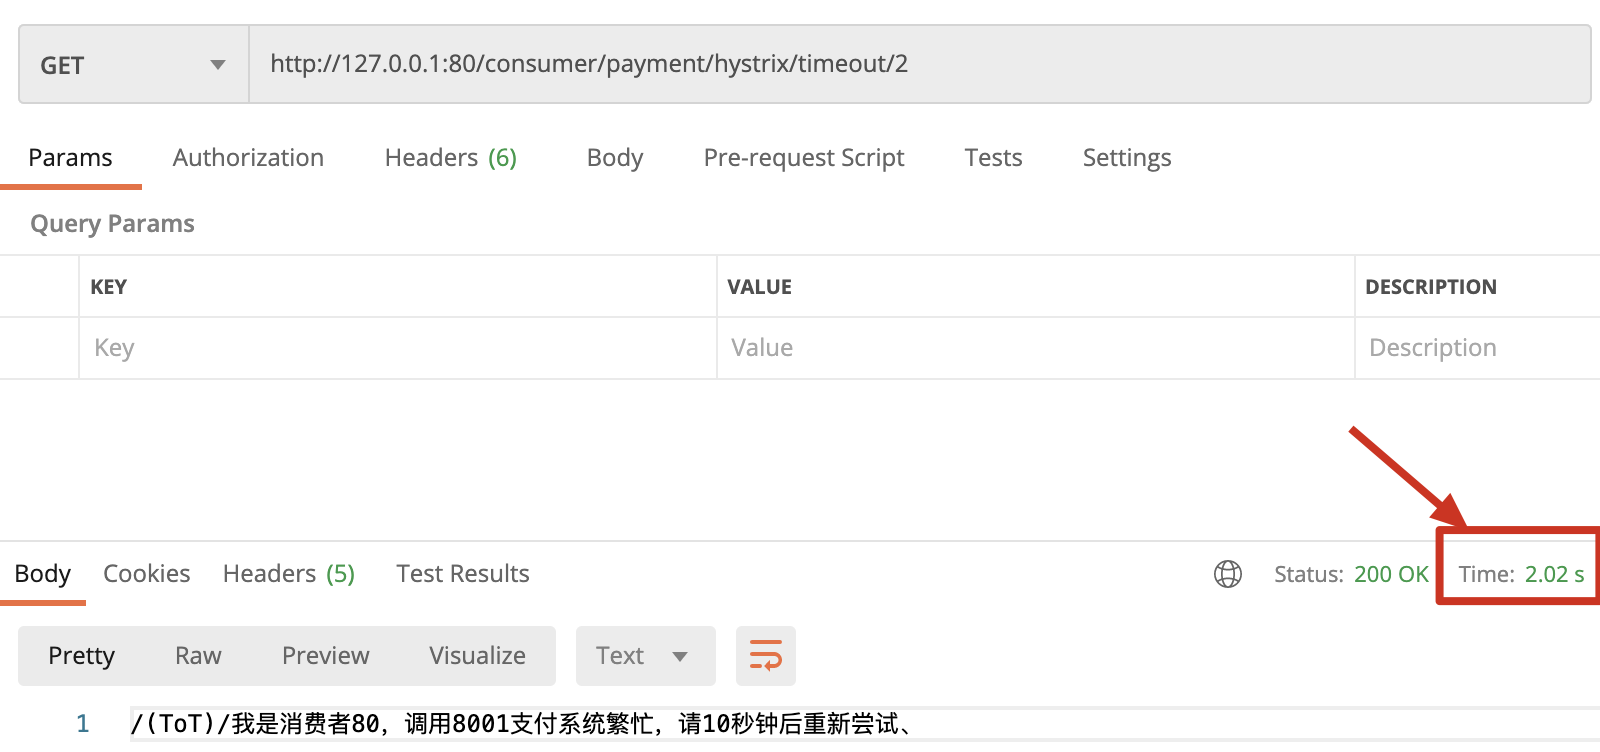 GET http://127.0.0.1:80/consumer/payment/hystrix/timeout/2
Params Authorization Headers (6) Body Pre-request Script Tests Settings
Query Params
KEY VALUE DESCRIPTION
Key Value Description
Body Cookies Headers (5) Test Results Status: 200 OK Time: 2.02 s
Pretty Raw Preview Visualize Text
1 /(ToT)/我是消费者80，调用8001支付系统繁忙，请10秒钟后重新尝试、